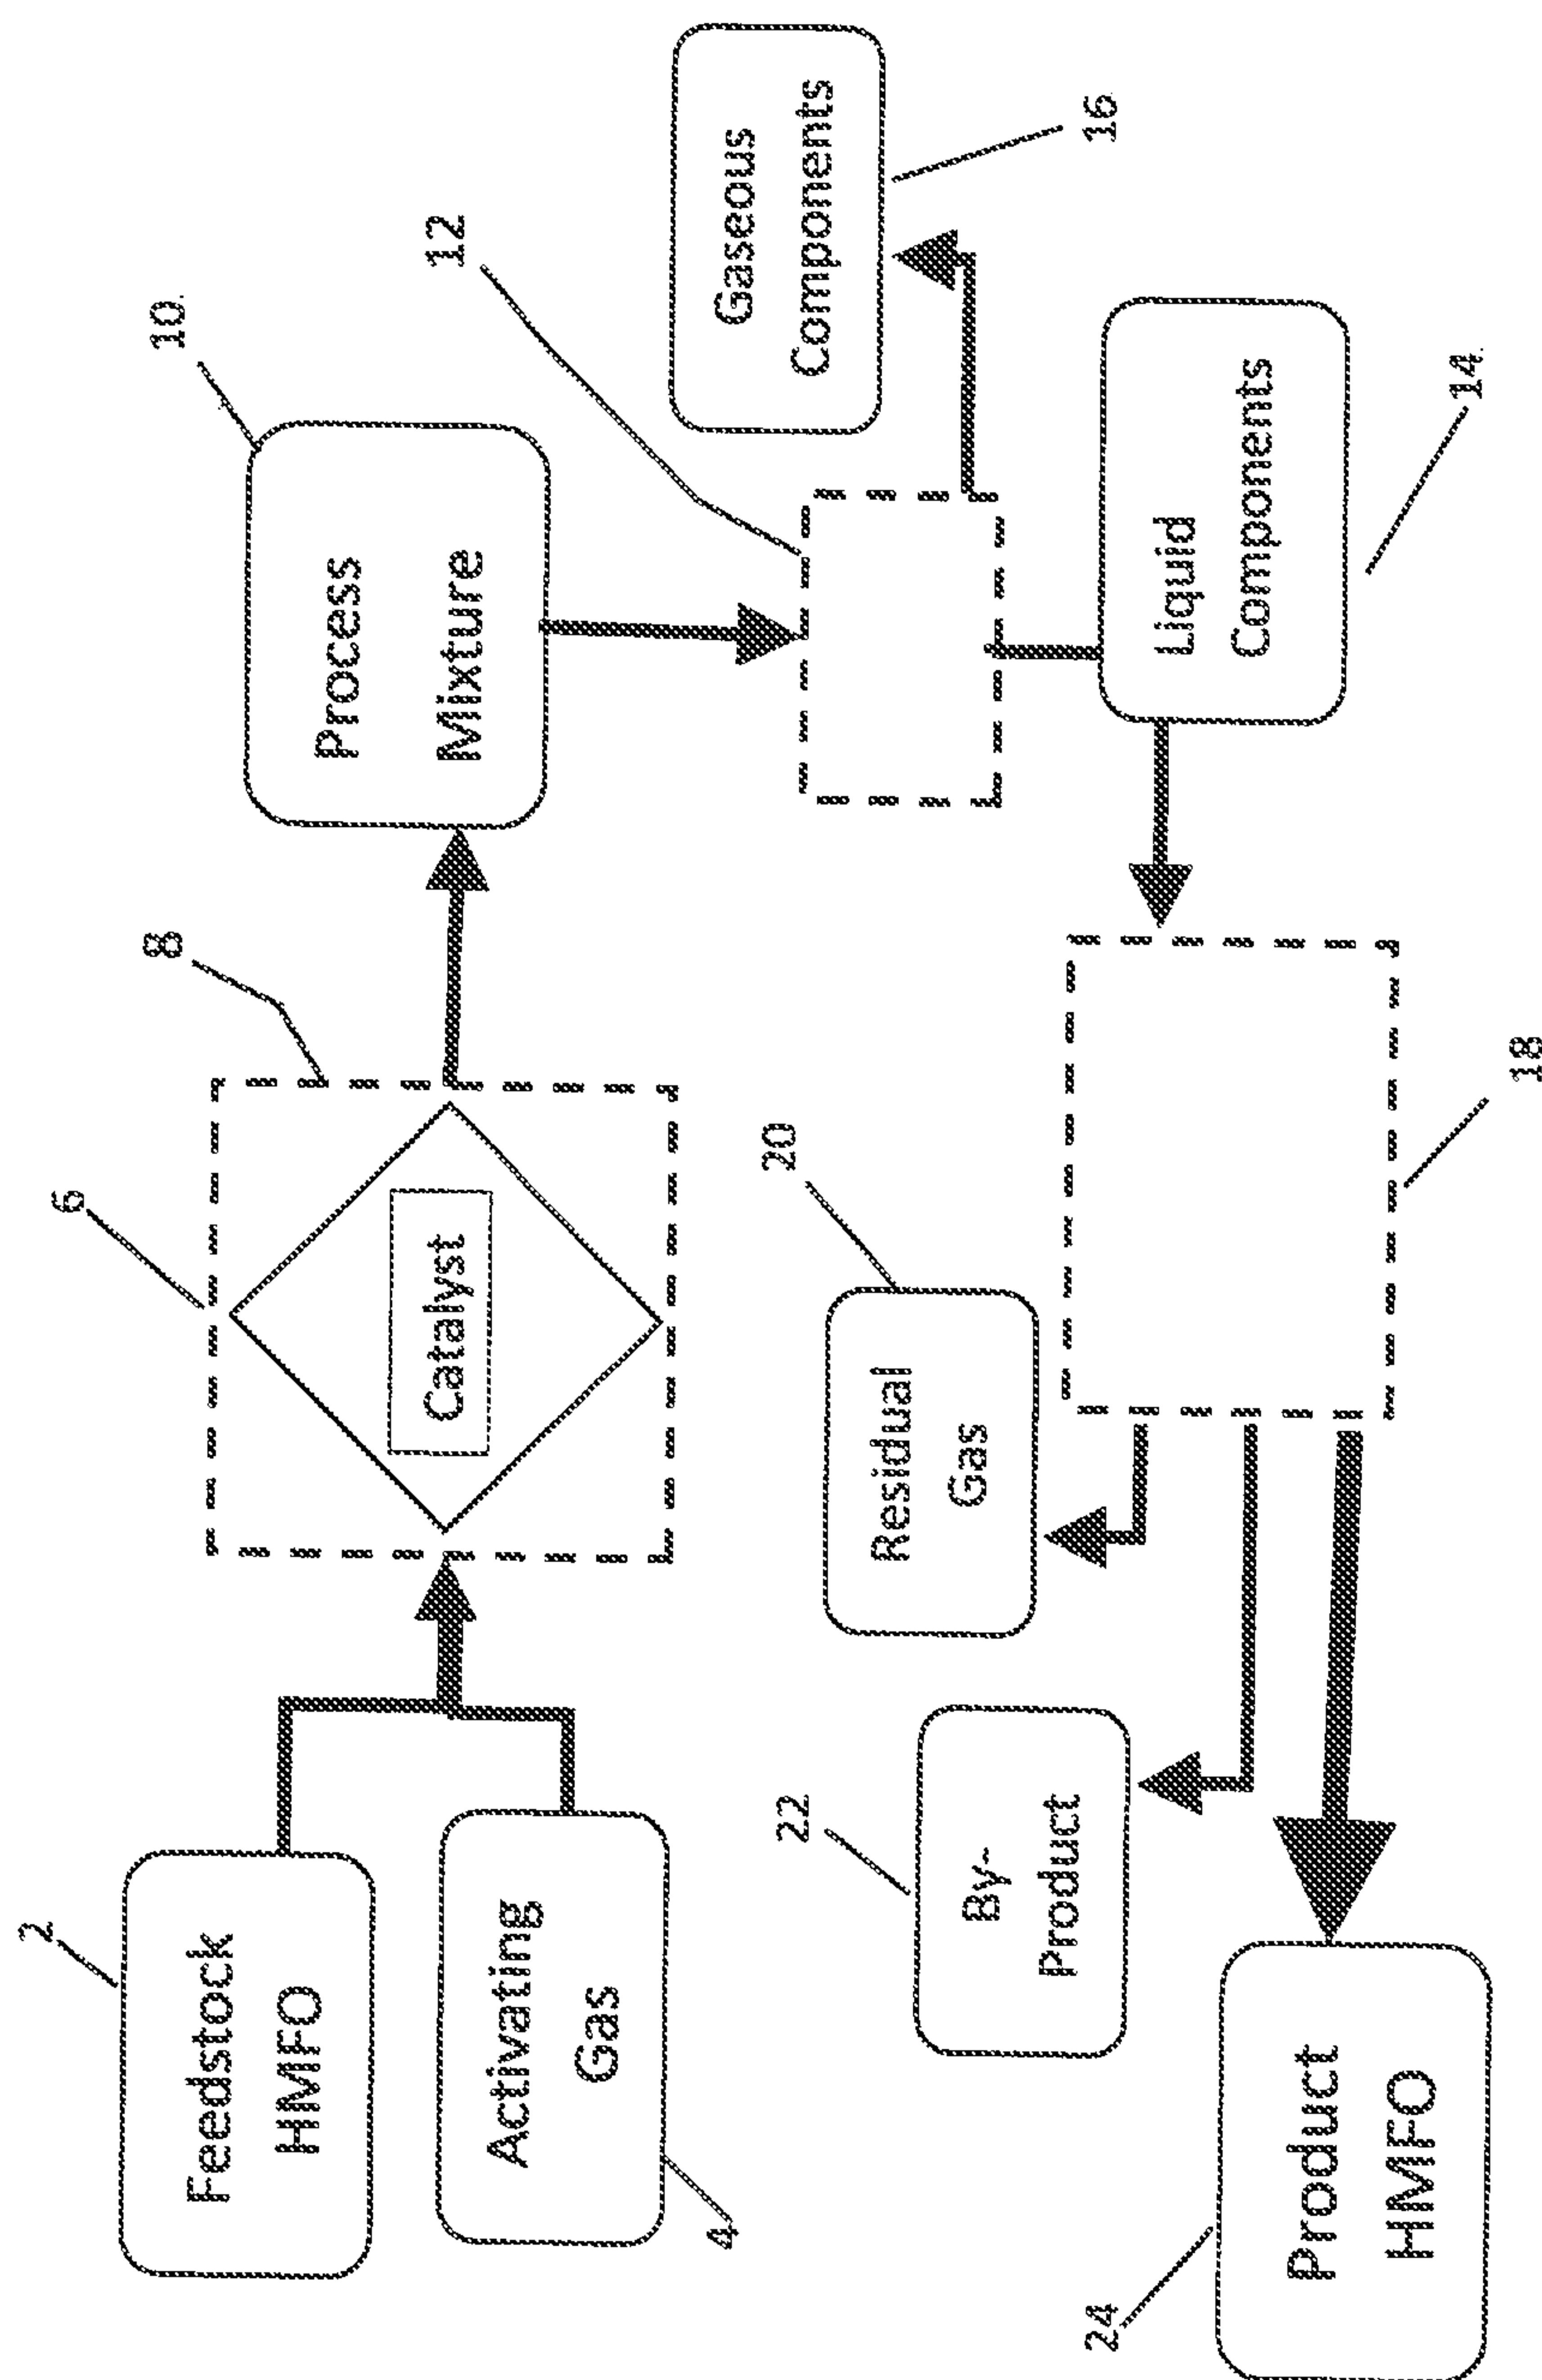 2
Feedstock
HMFO
Activating
Gas
4
6
Catalyst
8
10
Process
Mixture
12
Gaseous
Components
16
Liquid
Components
14
18
20
Residual
Gas
22
By-
Product
24
Product
HMFO